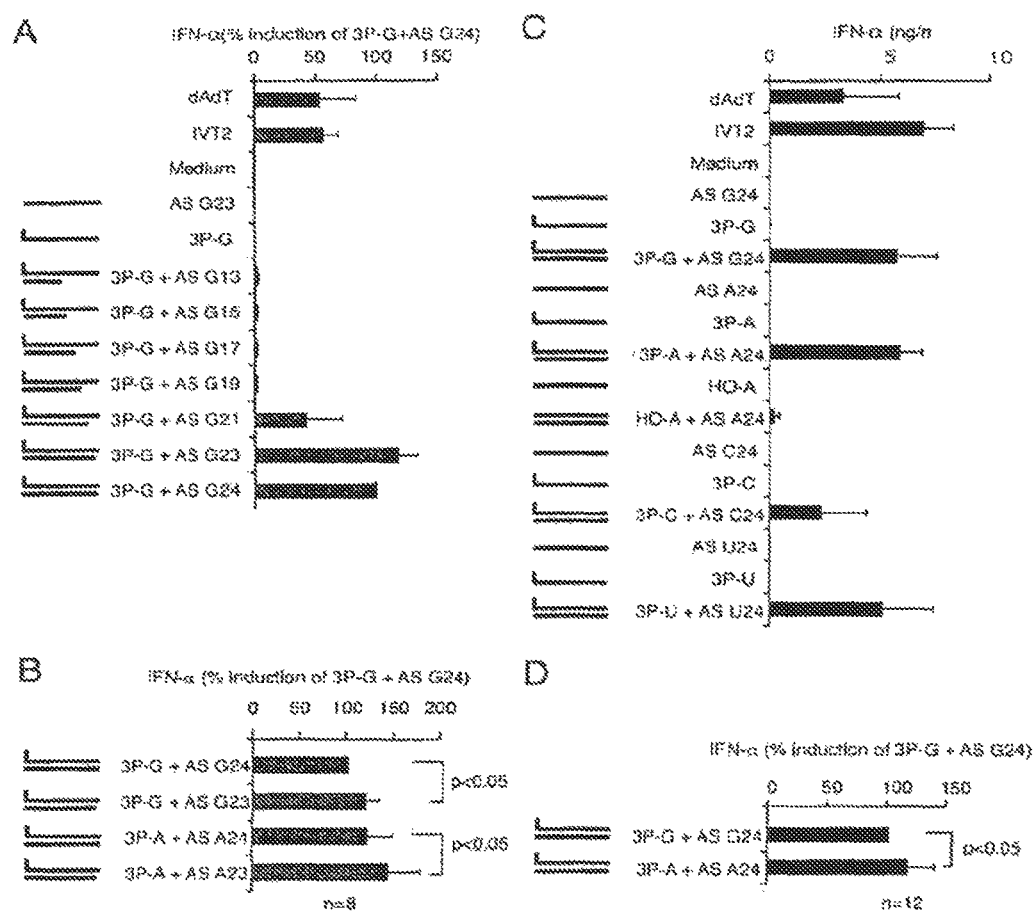 A
IFN-α(% Induction of 3P-G+AS G24)
0 50 100 150
dAdT
IVT2
Medium
AS G23
3P-G
3P-G + AS G13
3P-G + AS G15
3P-G + AS G17
3P-G + AS G19
3P-G + AS G21
3P-G + AS G23
3P-G + AS G24
B
IFN-α (% Induction of 3P-G + AS G24)
0 50 100 150 200
3P-G + AS G24
3P-G + AS G23
p<0.05
3P-A + AS A24
3P-A + AS A23
p<0.05
n=8
C
IFN-α (ng/
0 5 10
dAdT
IVT2
Medium
AS G24
3P-G
3P-G + AS G24
AS A24
3P-A
3P-A + AS A24
HO-A
HO-A + AS A24
AS C24
3P-C
3P-C + AS C24
AS U24
3P-U
3P-U + AS U24
D
IFN-α (% Induction of 3P-G + AS G24)
0 50 100 150
3P-G + AS G24
3P-A + AS A24
p<0.05
n=12